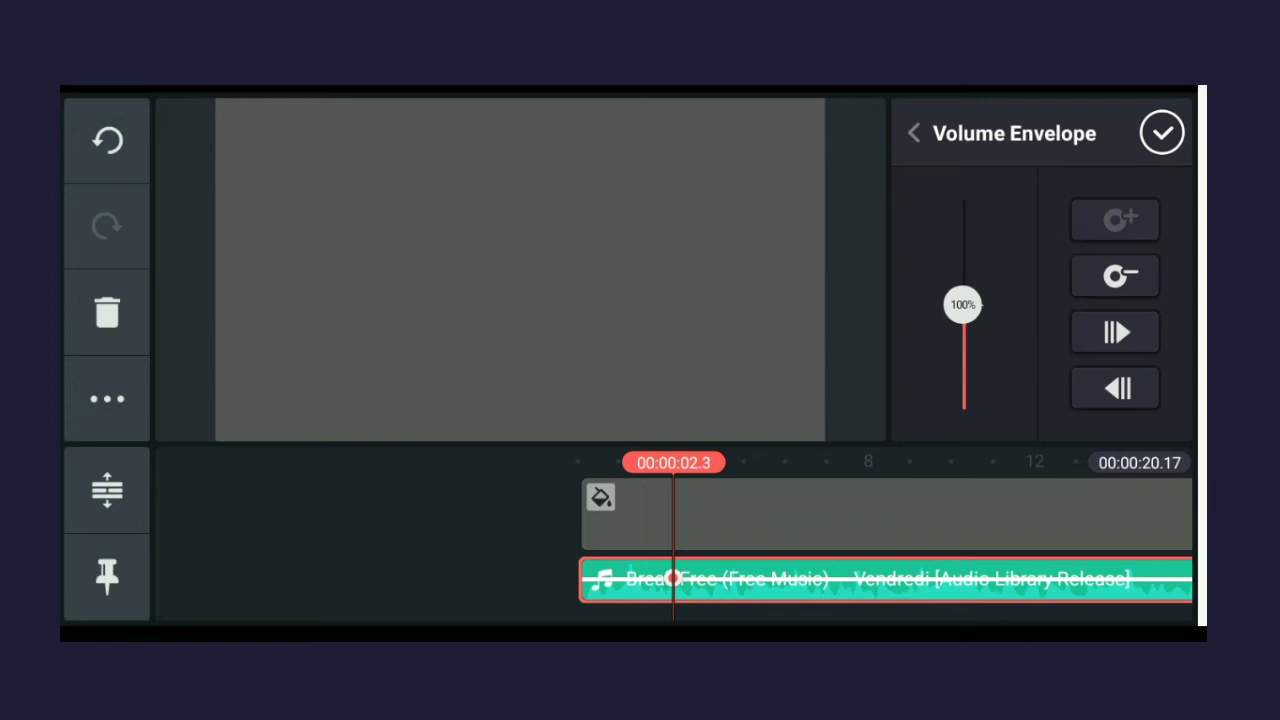 Volume Envelope
100%
00:00:02.3
8
12
00:00:20.17
Free (Free Music) – Vendredi [Audio Library Release]